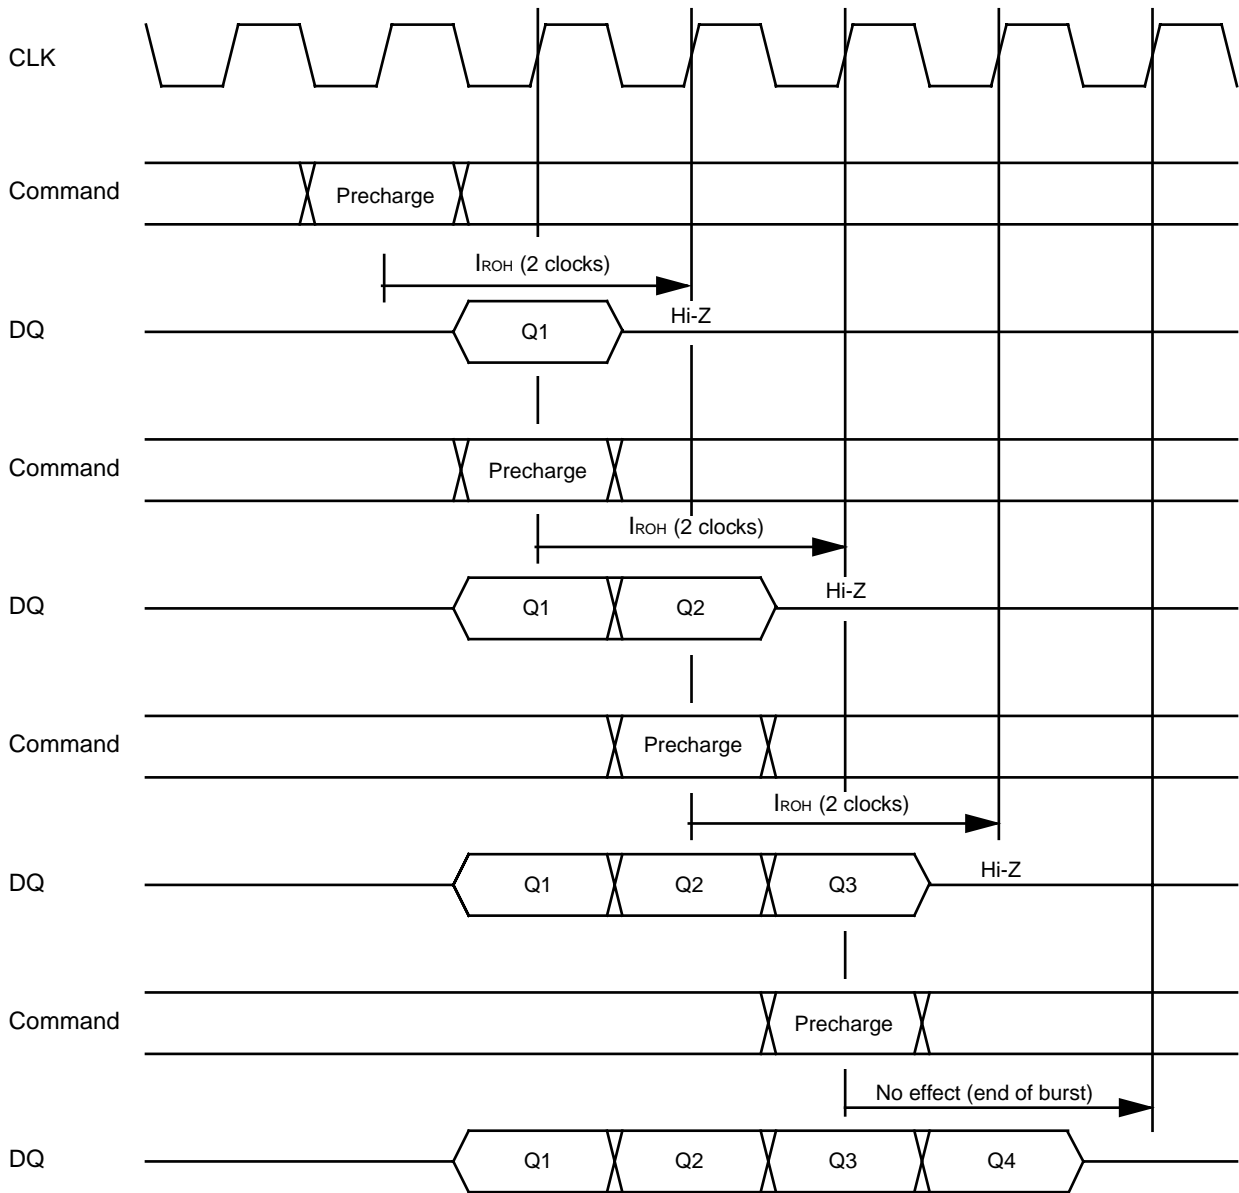 CLK
Command
Precharge
IROH (2 clocks)
DQ
Q1
Hi-Z
Command
Precharge
IROH (2 clocks)
DQ
Q1
Q2
Hi-Z
Command
Precharge
IROH (2 clocks)
DQ
Q1
Q2
Q3
Hi-Z
Command
Precharge
No effect (end of burst)
DQ
Q1
Q2
Q3
Q4